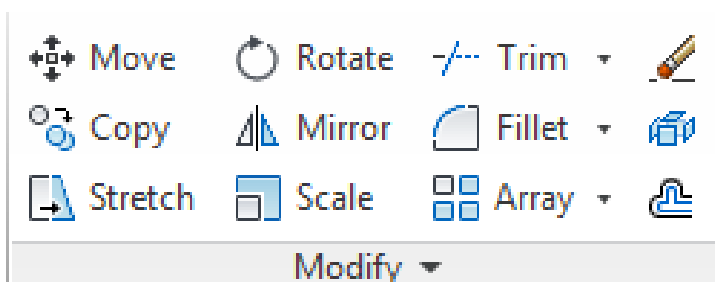 Move Rotate Trim
Copy Mirror Fillet
Stretch Scale Array
Modify